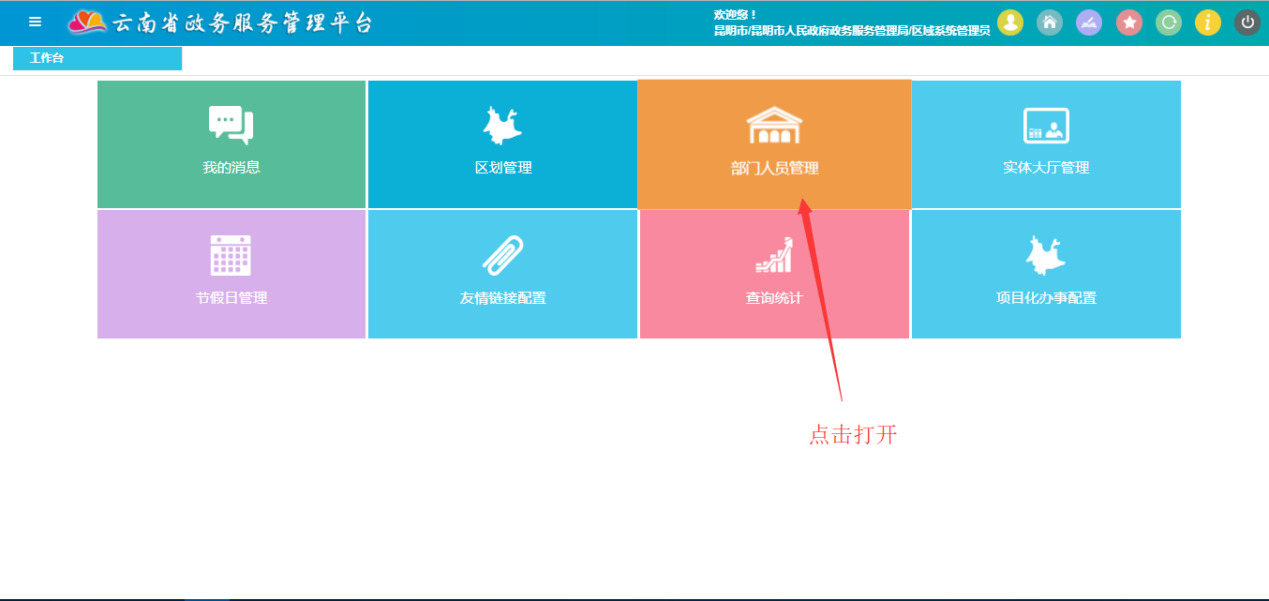 云南省政务服务管理平台
欢迎您！
昆明市/昆明市人民政府政务服务管理局/区域系统管理员
工作台
我的消息
区划管理
部门人员管理
实体大厅管理
节假日管理
友情链接配置
查询统计
项目化办事配置
点击打开